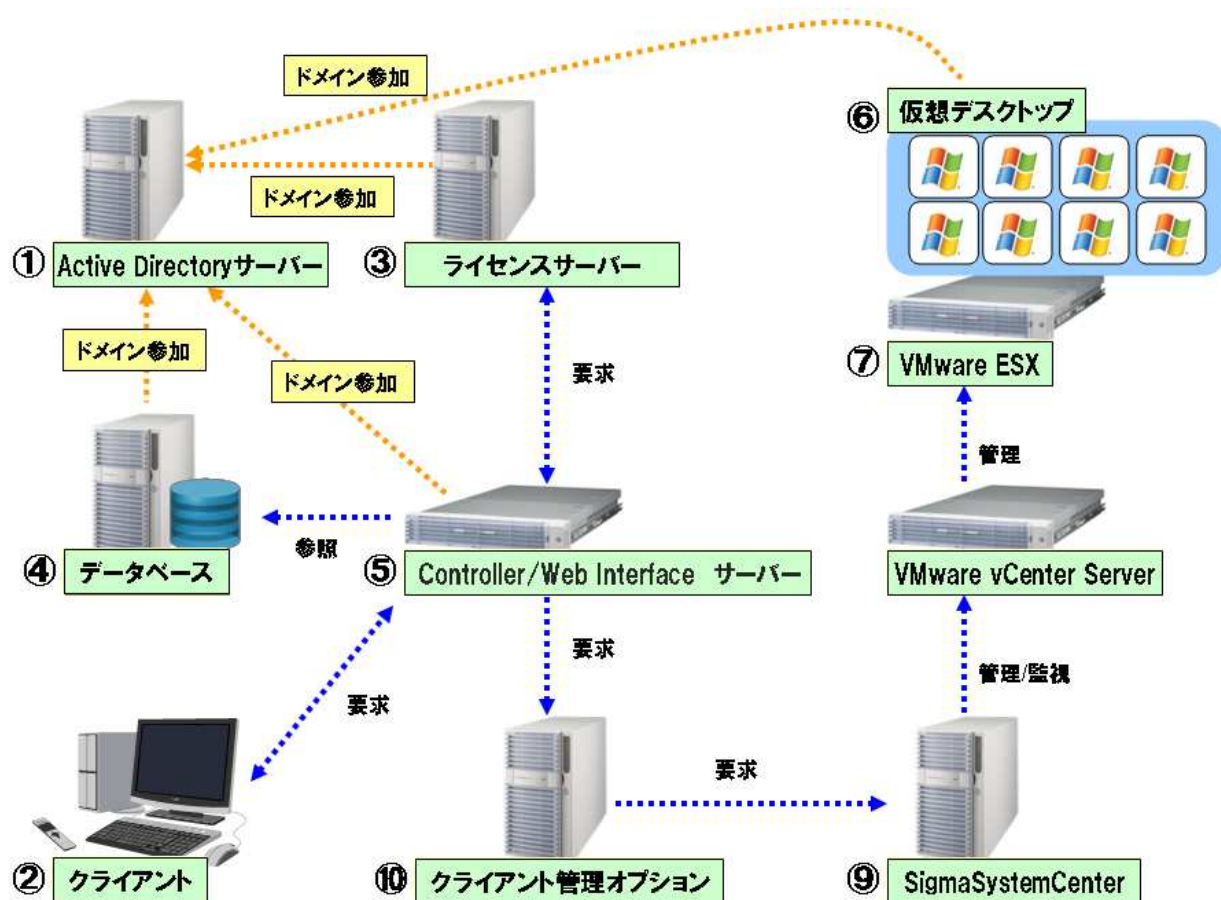 ドメイン参加
⑥ 仮想デスクトップ
ドメイン参加
① Active Directoryサーバー
③ ライセンスサーバー
ドメイン参加
ドメイン参加
要求
⑦ VMware ESX
管理
参照
④ データベース
⑤ Controller/Web Interface サーバー
VMware vCenter Server
要求
要求
管理/監視
要求
② クライアント
⑩ クライアント管理オプション
⑨ SigmaSystemCenter